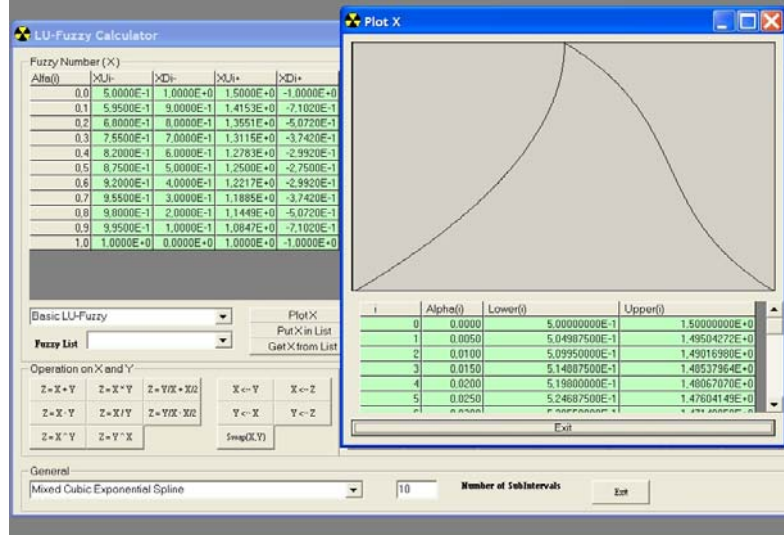 LU-Fuzzy Calculator
Fuzzy Number (X)
Alfa(i) XUi- XDi- XUi+ XDi+
0,0 5.0000E-1 1,0000E+0 1,5000E+0 -1,0000E+0
0,1 5,9500E-1 9,0000E-1 1,4153E+0 -7,1020E-1
0,2 6,8000E-1 8,0000E-1 1,3551E+0 -5,0720E-1
0,3 7,5500E-1 7,0000E-1 1,3115E+0 -3,7420E-1
0,4 8,2000E-1 6,0000E-1 1,2783E+0 -2,9920E-1
0,5 8,7500E-1 5,0000E-1 1,2500E+0 -2,7500E-1
0,6 9,2000E-1 4,0000E-1 1,2217E+0 -2,9920E-1
0,7 9,5500E-1 3,0000E-1 1,1885E+0 -3,7420E-1
0,8 9,8000E-1 2,0000E-1 1,1449E+0 -5,0720E-1
0,9 9,9500E-1 1,0000E-1 1,0847E+0 -7,1020E-1
1,0 1,0000E+0 0,0000E+0 1,0000E+0 -1,0000E+0
Basic LU-Fuzzy
Plot X
Put X in List
Fuzzy List
Get X from List
Operation on X and Y
Z=X+Y Z=X*Y Z=Y/X+X/2 X<-Y X<-Z
Z=X-Y Z=X/Y Z=Y/X-X/2 Y<-X Y<-Z
Z=X^Y Z=Y^X Swap(X,Y)
General
Mixed Cubic Exponential Spline
10
Number of SubIntervals
Exit
Plot X
i Alpha(i) Lower(i) Upper(i)
0 0.0000 5.00000000E-1 1.50000000E+0
1 0.0050 5.04987500E-1 1.49504272E+0
2 0.0100 5.09950000E-1 1.49016980E+0
3 0.0150 5.14887500E-1 1.48537964E+0
4 0.0200 5.19800000E-1 1.48067070E+0
5 0.0250 5.24687500E-1 1.47604149E+0
Exit